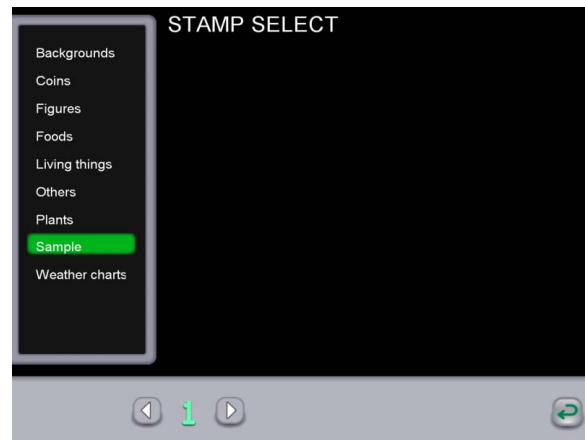 STAMP SELECT
Backgrounds
Coins
Figures
Foods
Living things
Others
Plants
Sample
Weather charts
1